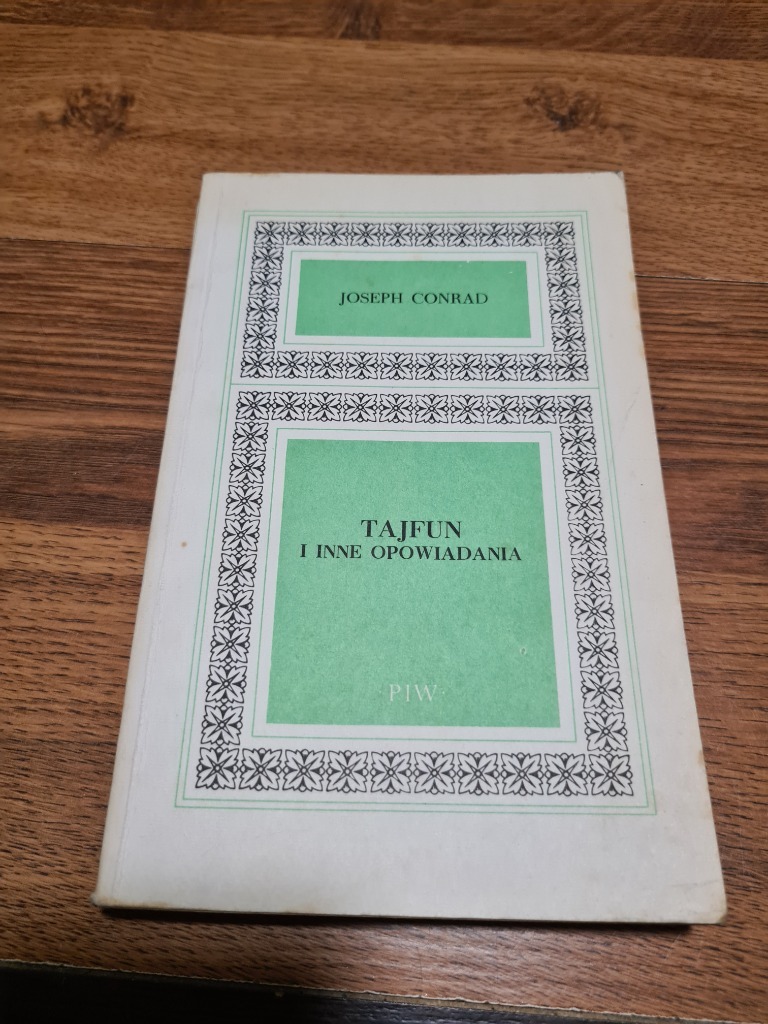 JOSEPH CONRAD
TAJFUN
I INNE OPOWIADANIA
PIW